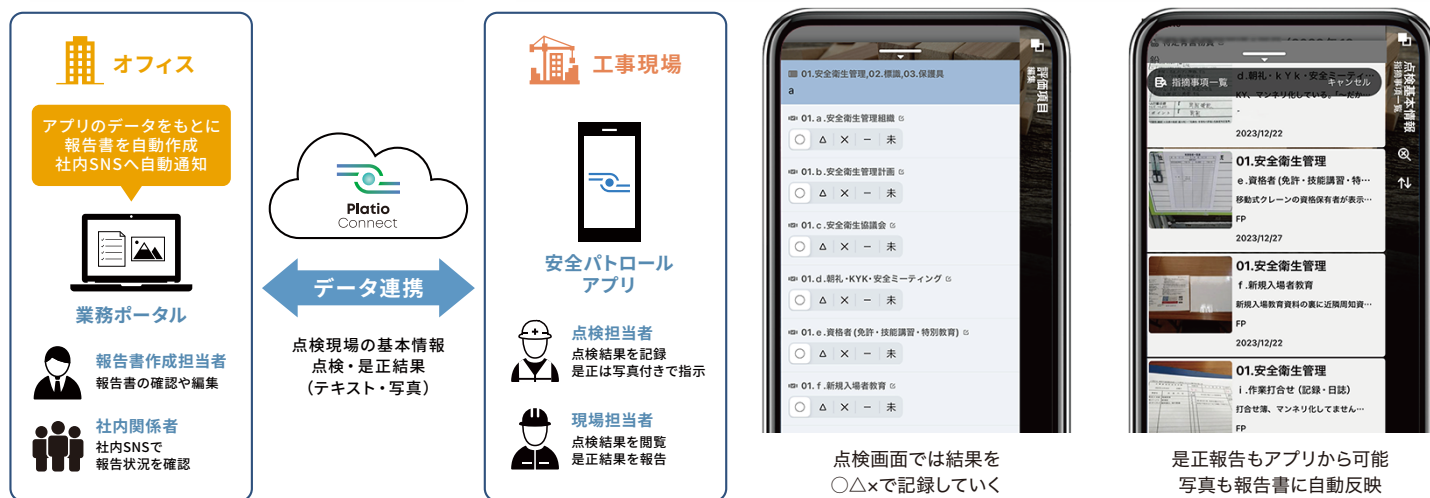 オフィス
アプリのデータをもとに
報告書を自動作成
社内SNSへ自動通知
業務ポータル
報告書作成担当者
報告書の確認や編集
社内関係者
社内SNSで
報告状況を確認
Platio
Connect
データ連携
点検現場の基本情報
点検・是正結果
（テキスト・写真）
工事現場
安全パトロール
アプリ
点検担当者
点検結果を記録
是正は写真付きで指示
現場担当者
点検結果を閲覧
是正結果を報告
01.安全衛生管理,02.標識,03.保護具
a
01.a.安全衛生管理組織
○ △ × − 未
01.b.安全衛生管理計画
○ △ × − 未
01.c.安全衛生協議会
○ △ × − 未
01.d.朝礼・KYK・安全ミーティング
○ △ × − 未
01.e.資格者(免許・技能講習・特別教育)
○ △ × − 未
01.f.新規入場者教育
○ △ × − 未
評価項目
編集
点検画面では結果を
○△×で記録していく
d.朝礼・kYk・安全ミーティ…
指摘事項一覧 キャンセル
KY、マンネリ化している。「～だか…
-
2023/12/22
01.安全衛生管理
e.資格者(免許・技能講習・特…
移動式クレーンの資格保有者が表示…
FP
2023/12/27
01.安全衛生管理
f.新規入場者教育
新規入場教育資料の裏に近隣周知資…
FP
2023/12/22
01.安全衛生管理
i.作業打合せ（記録・日誌）
打合せ簿、マンネリ化してません…
FP
点検基本情報
指摘事項一覧
是正報告もアプリから可能
写真も報告書に自動反映